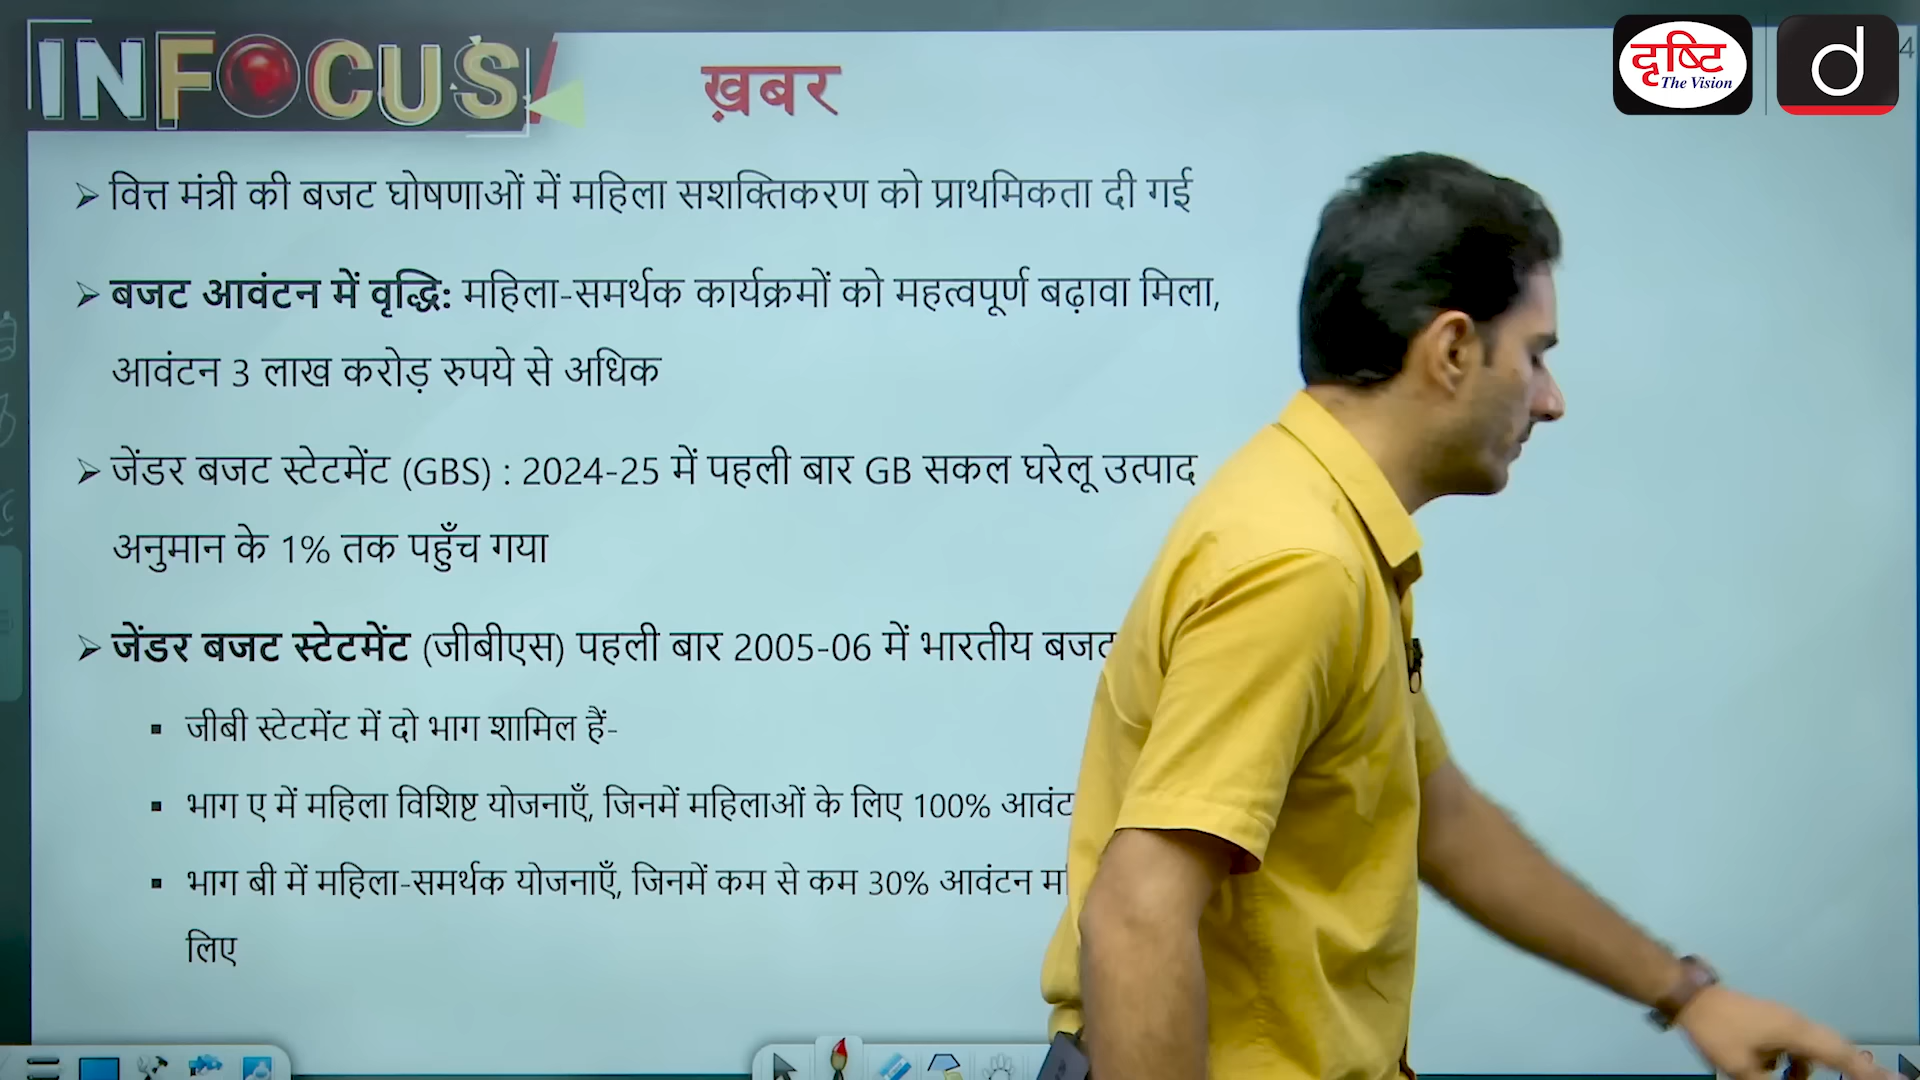 INFOCUS
ख़बर
दृष्टि
The Vision
d
4
➢ वित्त मंत्री की बजट घोषणाओं में महिला सशक्तिकरण को प्राथमिकता दी गई
➢ बजट आवंटन में वृद्धि: महिला-समर्थक कार्यक्रमों को महत्वपूर्ण बढ़ावा मिला,
आवंटन 3 लाख करोड़ रुपये से अधिक
➢ जेंडर बजट स्टेटमेंट (GBS) : 2024-25 में पहली बार GB सकल घरेलू उत्पाद
अनुमान के 1% तक पहुँच गया
➢ जेंडर बजट स्टेटमेंट (जीबीएस) पहली बार 2005-06 में भारतीय बजट
▪ जीबी स्टेटमेंट में दो भाग शामिल हैं-
▪ भाग ए में महिला विशिष्ट योजनाएँ, जिनमें महिलाओं के लिए 100%
▪ भाग बी में महिला-समर्थक योजनाएँ, जिनमें कम से कम 30% आवंटन
लिए